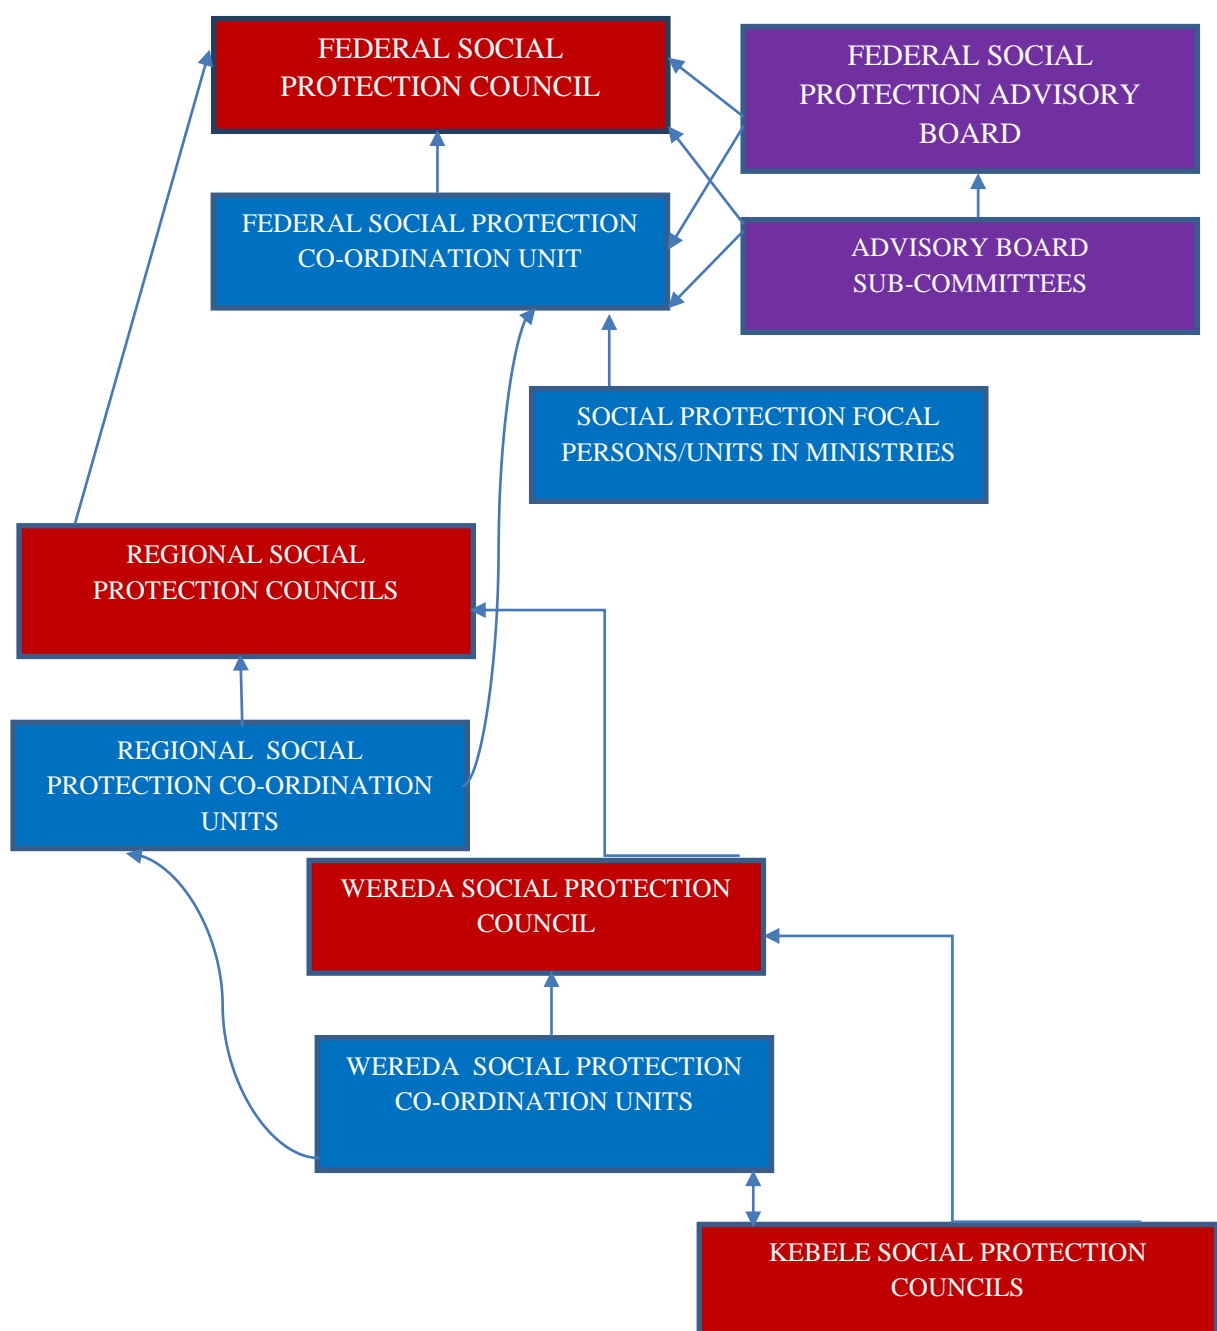 FEDERAL SOCIAL
PROTECTION COUNCIL
FEDERAL SOCIAL
PROTECTION ADVISORY
BOARD
FEDERAL SOCIAL PROTECTION
CO-ORDINATION UNIT
ADVISORY BOARD
SUB-COMMITTEES
SOCIAL PROTECTION FOCAL
PERSONS/UNITS IN MINISTRIES
REGIONAL SOCIAL
PROTECTION COUNCILS
REGIONAL SOCIAL
PROTECTION CO-ORDINATION
UNITS
WEREDA SOCIAL PROTECTION
COUNCIL
WEREDA SOCIAL PROTECTION
CO-ORDINATION UNITS
KEBELE SOCIAL PROTECTION
COUNCILS